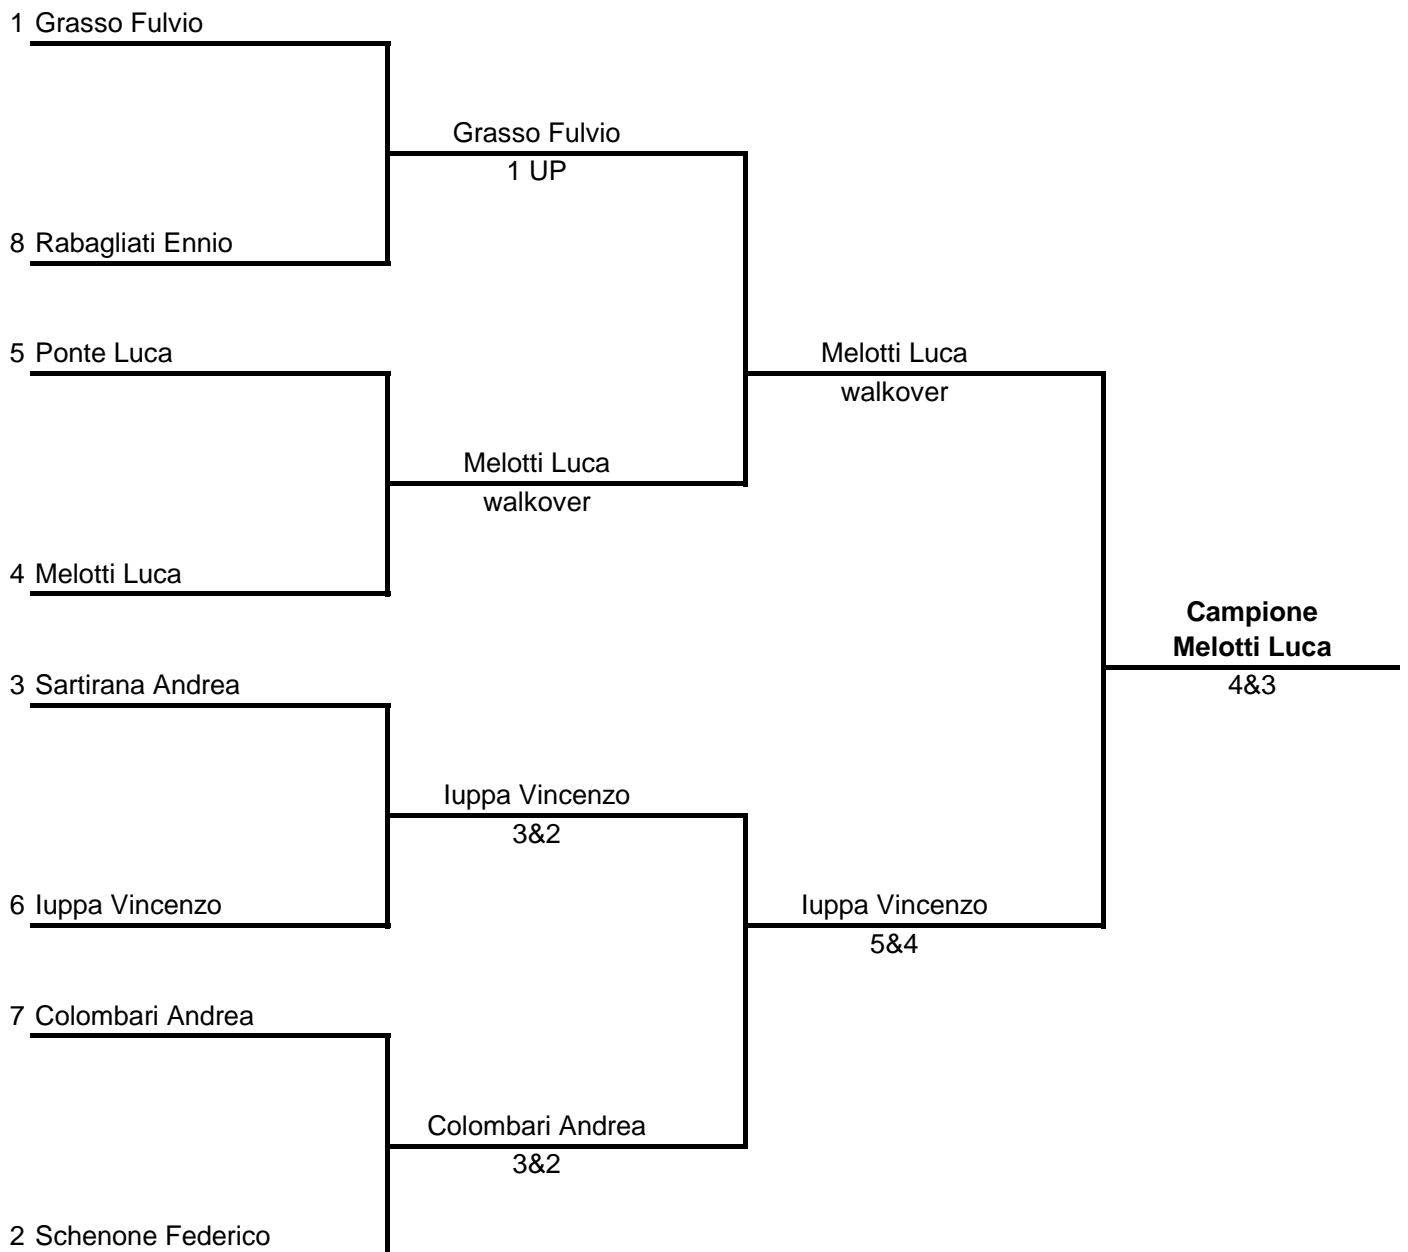 1 Grasso Fulvio
Grasso Fulvio
1 UP
8 Rabagliati Ennio
5 Ponte Luca
Melotti Luca
walkover
Melotti Luca
walkover
4 Melotti Luca
Campione
Melotti Luca
4&3
3 Sartirana Andrea
Iuppa Vincenzo
3&2
6 Iuppa Vincenzo
Iuppa Vincenzo
5&4
7 Colombari Andrea
Colombari Andrea
3&2
2 Schenone Federico